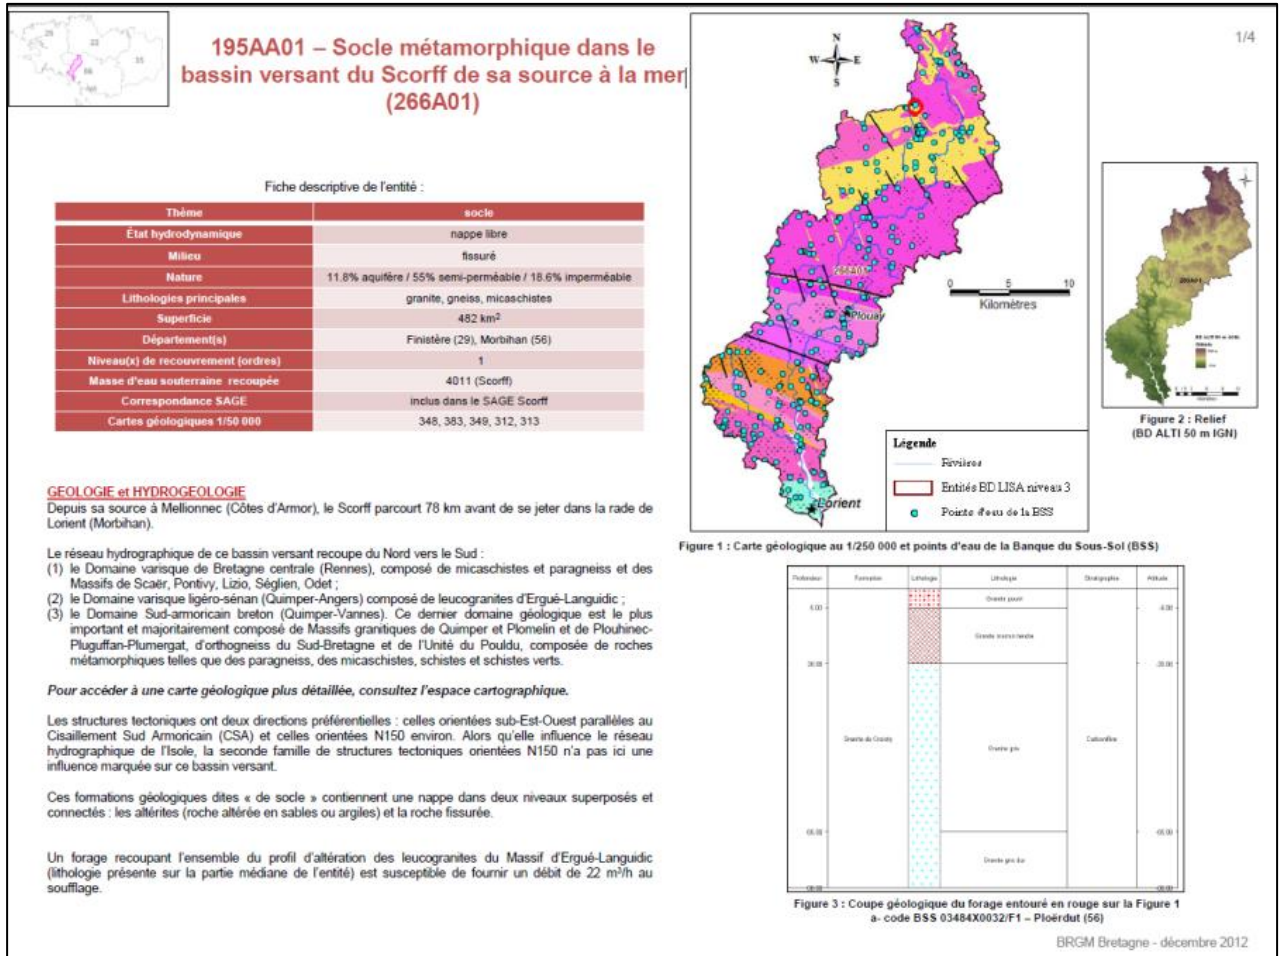 195AA01 – Socle métamorphique dans le
bassin versant du Scorff de sa source à la mer
(266A01)
1/4
Fiche descriptive de l'entité :
Thème socle
État hydrodynamique nappe libre
Milieu fissuré
Nature 11.8% aquifère / 55% semi-perméable / 18.6% imperméable
Lithologies principales granite, gneiss, micaschistes
Superficie 482 km²
Département(s) Finistère (29), Morbihan (56)
Niveau(x) de recouvrement (ordres) 1
Masse d'eau souterraine recoupée 4011 (Scorff)
Correspondance SAGE inclus dans le SAGE Scorff
Cartes géologiques 1/50 000 348, 383, 349, 312, 313
GEOLOGIE et HYDROGEOLOGIE
Depuis sa source à Mellionnec (Côtes d'Armor), le Scorff parcourt 78 km avant de se jeter dans la rade de
Lorient (Morbihan).
Le réseau hydrographique de ce bassin versant recoupe du Nord vers le Sud :
(1) le Domaine varisque de Bretagne centrale (Rennes), composé de micaschistes et paragneiss et des
Massifs de Scaër, Pontivy, Lizio, Séglien, Odet ;
(2) le Domaine varisque ligéro-sénan (Quimper-Angers) composé de leucogranites d'Ergué-Languidic ;
(3) le Domaine Sud-armoricain breton (Quimper-Vannes). Ce dernier domaine géologique est le plus
important et majoritairement composé de Massifs granitiques de Quimper et Plomelin et de Plouhinec-
Pluguffan-Plumergat, d'orthogneiss du Sud-Bretagne et de l'Unité du Pouldu, composée de roches
métamorphiques telles que des paragneiss, des micaschistes, schistes et schistes verts.
Pour accéder à une carte géologique plus détaillée, consultez l'espace cartographique.
Les structures tectoniques ont deux directions préférentielles : celles orientées sub-Est-Ouest parallèles au
Cisaillement Sud Armoricain (CSA) et celles orientées N150 environ. Alors qu'elle influence le réseau
hydrographique de l'Isole, la seconde famille de structures tectoniques orientées N150 n'a pas ici une
influence marquée sur ce bassin versant.
Ces formations géologiques dites « de socle » contiennent une nappe dans deux niveaux superposés et
connectés : les altérites (roche altérée en sables ou argiles) et la roche fissurée.
Un forage recoupant l'ensemble du profil d'altération des leucogranites du Massif d'Ergué-Languidic
(lithologie présente sur la partie médiane de l'entité) est susceptible de fournir un débit de 22 m³/h au
soufflage.
N
W E
S
266A01
Plouay
Lorient
0 5 10
Kilomètres
Légende
Rivières
Entités BD LISA niveau 3
Points d'eau de la BSS
Figure 1 : Carte géologique au 1/250 000 et points d'eau de la Banque du Sous-Sol (BSS)
Figure 2 : Relief
(BD ALTI 50 m IGN)
Profondeur Formation Lithologie Lithologie Stratigraphie Altitude
Granite gris
Carbonifère
Granite gris dur
Figure 3 : Coupe géologique du forage entouré en rouge sur la Figure 1
a- code BSS 03484X0032/F1 – Ploërdut (56)
BRGM Bretagne - décembre 2012